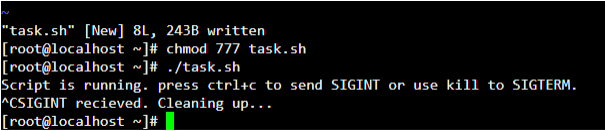 ~
"task.sh" [New] 8L, 243B written
[root@localhost ~]# chmod 777 task.sh
[root@localhost ~]# ./task.sh
Script is running. press ctrl+c to send SIGINT or use kill to SIGTERM.
^CSIGINT recieved. Cleaning up...
[root@localhost ~]#